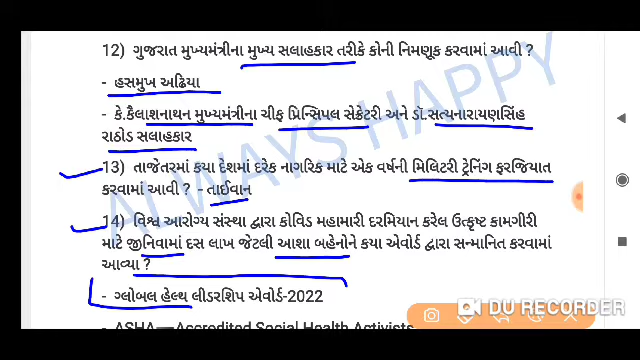 12) ગુજરાત મુખ્યમંત્રીના મુખ્ય સલાહકાર તરીકે કોની નિમણૂક કરવામાં આવી ?
- હસમુખ અઢિયા
- કે. કૈલાશનાથન મુખ્યમંત્રીના ચીફ પ્રિન્સિપલ સેક્રેટરી અને ડૉ.સત્યનારાયણસિંહ
રાઠોડ સલાહકાર
13) તાજેતરમાં કયા દેશમાં દરેક નાગરિક માટે એક વર્ષની મિલિટરી ટ્રેનિંગ ફરજિયાત
કરવામાં આવી ? - તાઈવાન
14) વિશ્વ આરોગ્ય સંસ્થા દ્વારા કોવિડ મહામારી દરમિયાન કરેલ ઉત્કૃષ્ટ કામગીરી
માટે જીનિવામાં દસ લાખ જેટલી આશા બહેનોને કયા એવોર્ડ દ્વારા સન્માનિત કરવામાં
આવ્યા ?
- ગ્લોબલ હેલ્થ લીડરશિપ એવોર્ડ-2022
ASHA - Accredited Social Health Activists
ALWAYS HAPPY
DU RECORDER